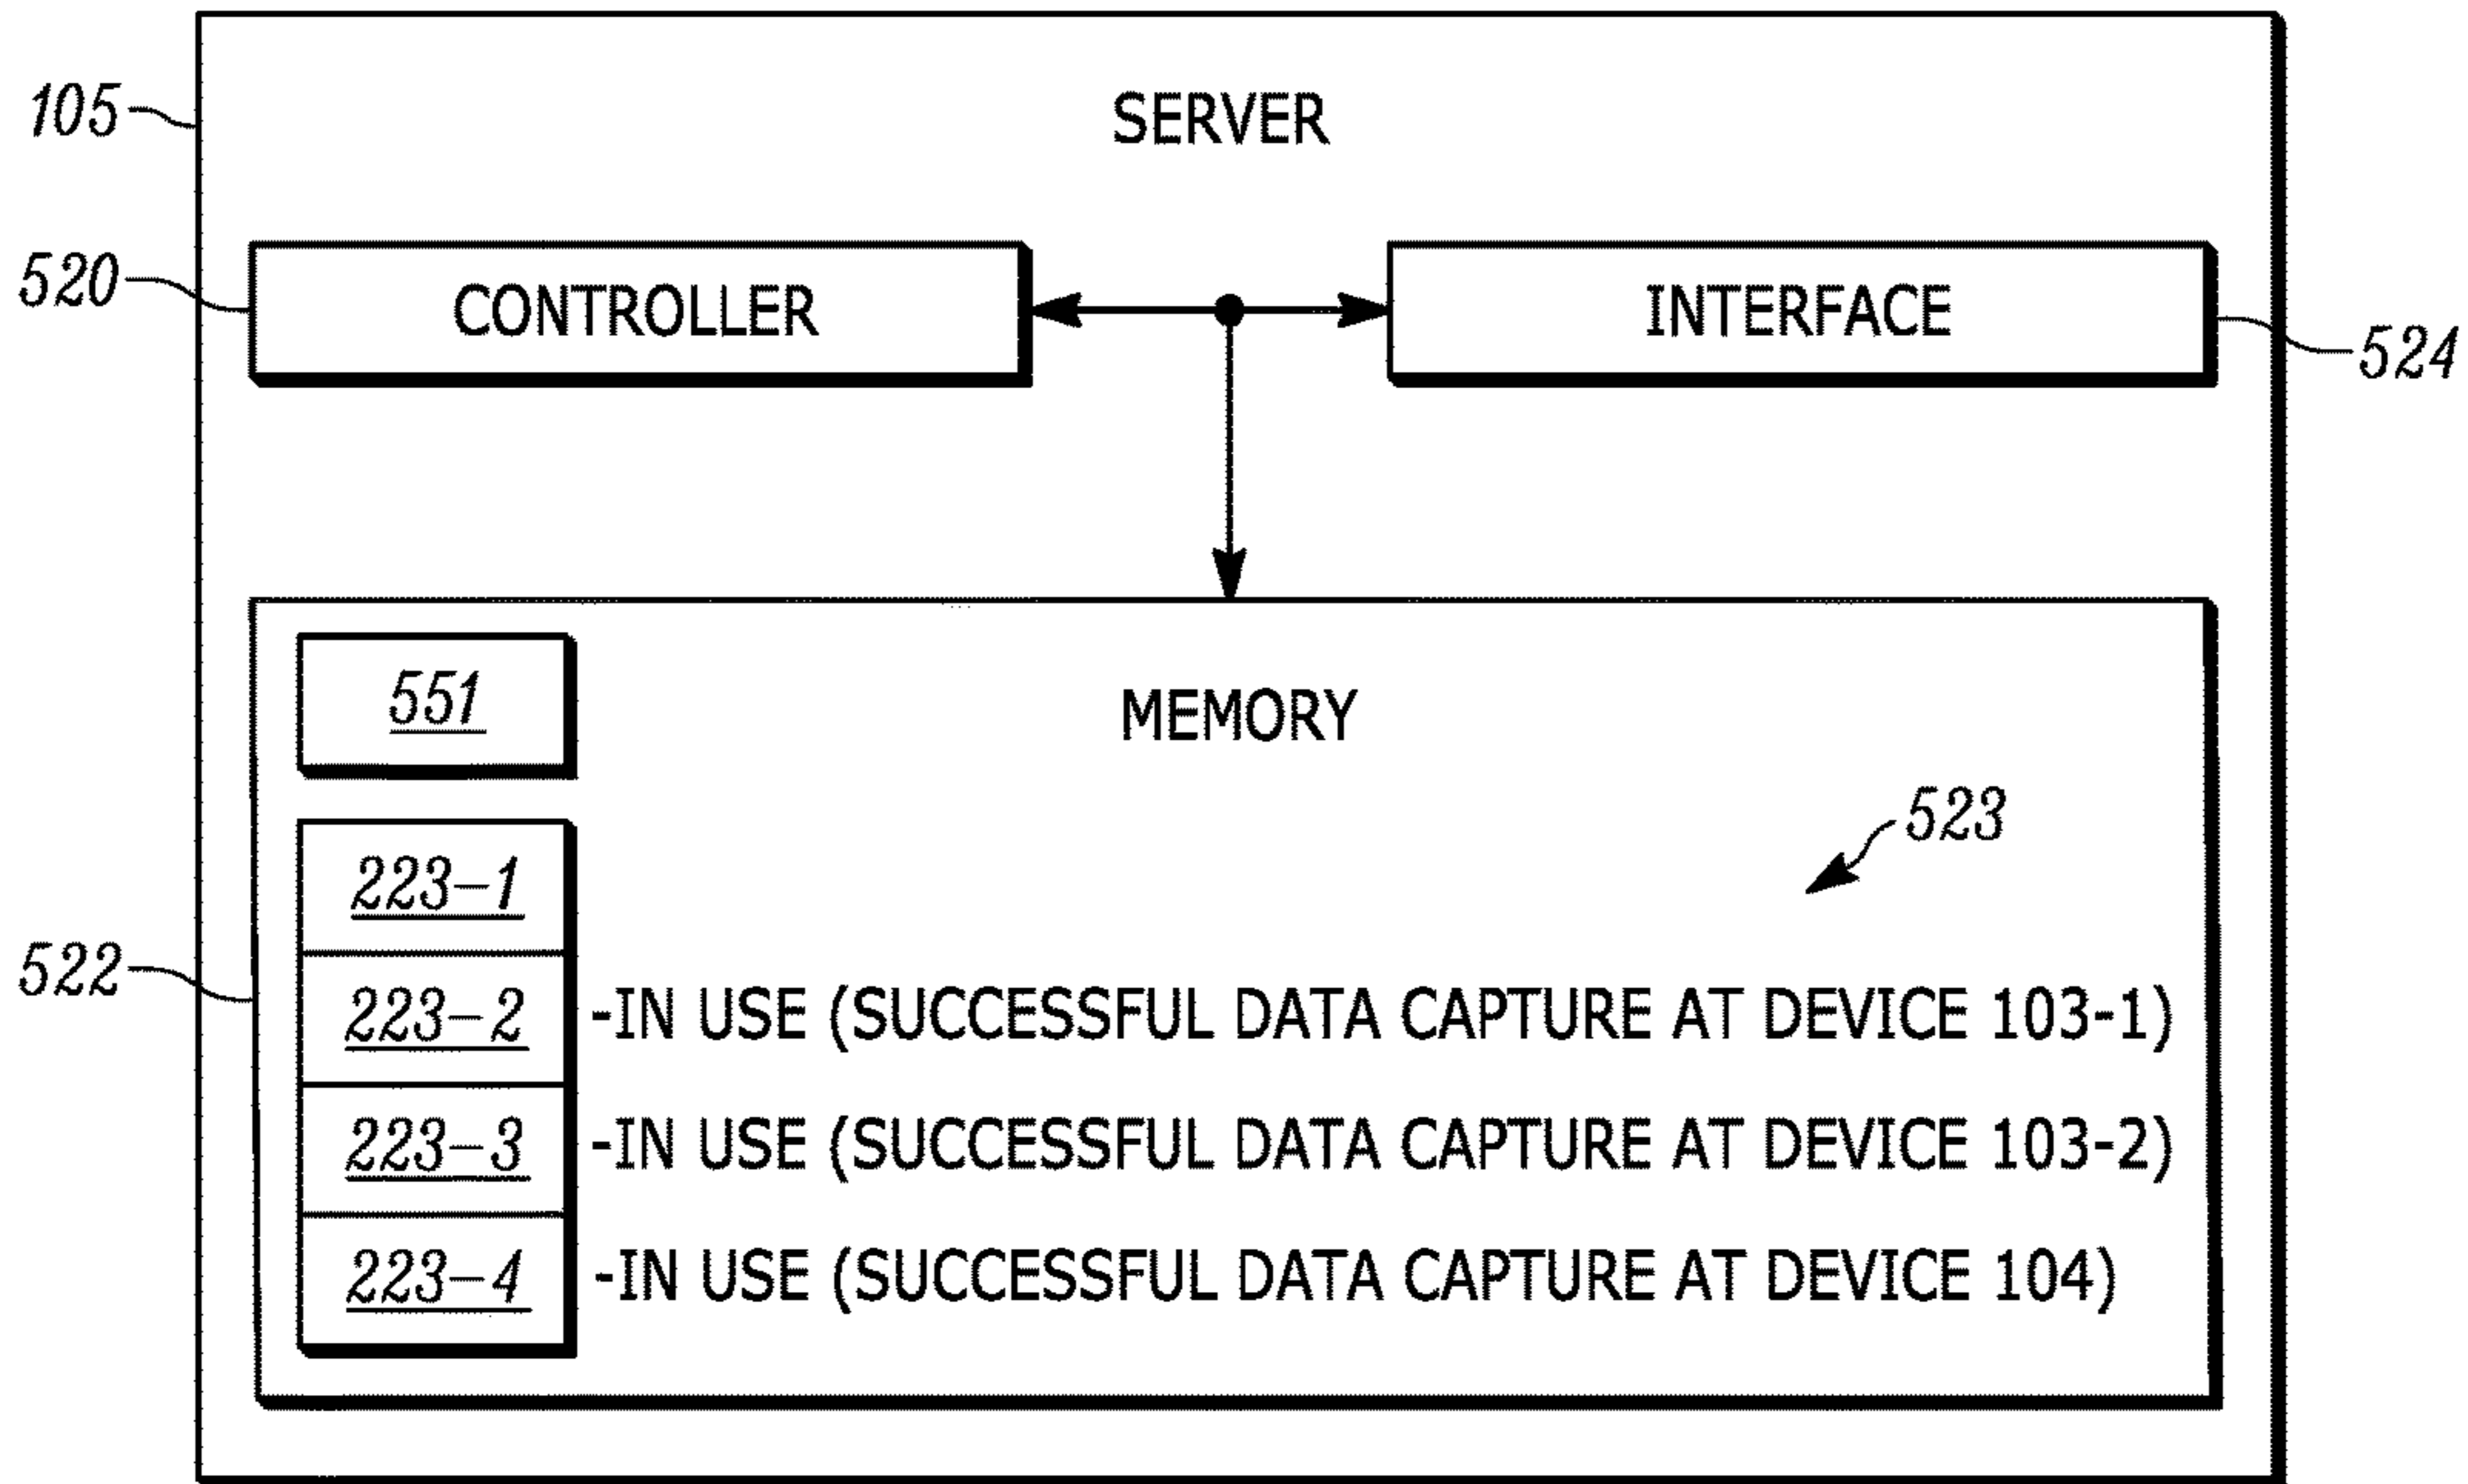 105
SERVER
520
CONTROLLER
INTERFACE
524
551
MEMORY
523
223-1
522
223-2 -IN USE (SUCCESSFUL DATA CAPTURE AT DEVICE 103-1)
223-3 -IN USE (SUCCESSFUL DATA CAPTURE AT DEVICE 103-2)
223-4 -IN USE (SUCCESSFUL DATA CAPTURE AT DEVICE 104)